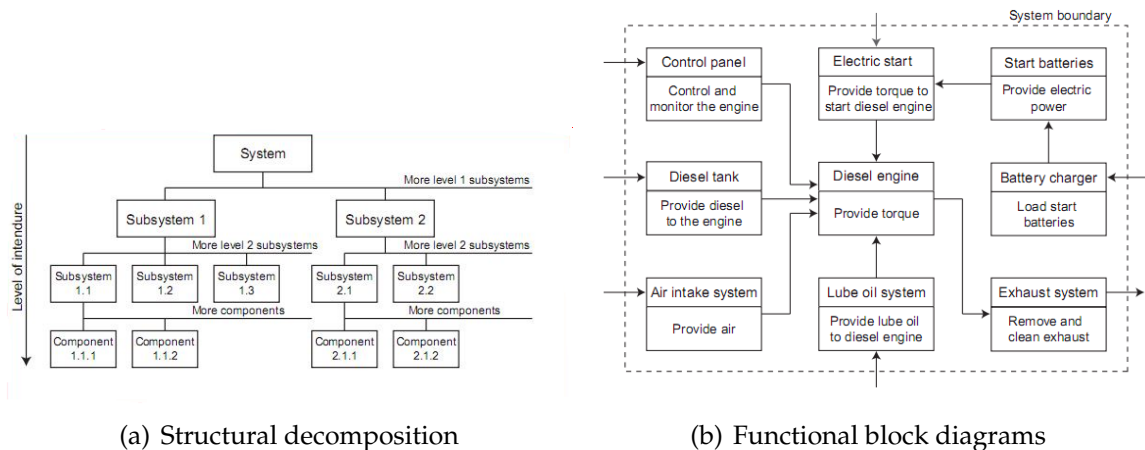 Level of intendure
System
More level 1 subsystems
Subsystem 1
Subsystem 2
More level 2 subsystems
More level 2 subsystems
Subsystem
1.1
Subsystem
1.2
Subsystem
1.3
Subsystem
2.1
Subsystem
2.2
More components
More components
Component
1.1.1
Component
1.1.2
Component
2.1.1
Component
2.1.2
(a) Structural decomposition
System boundary
Control panel
Control and
monitor the engine
Electric start
Provide torque to
start diesel engine
Start batteries
Provide electric
power
Diesel tank
Provide diesel
to the engine
Diesel engine
Provide torque
Battery charger
Load start
batteries
Air intake system
Provide air
Lube oil system
Provide lube oil
to diesel engine
Exhaust system
Remove and
clean exhaust
(b) Functional block diagrams